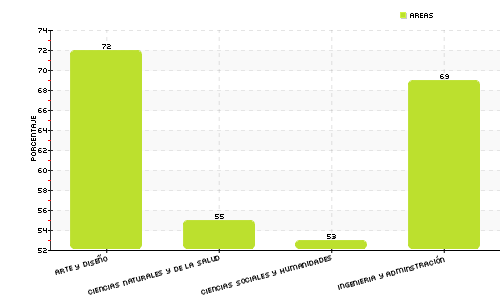 AREAS
74
72
70
68
66
64
62
60
58
56
54
52
PORCENTAJE
72
55
53
69
ARTE Y DISEÑO
CIENCIAS NATURALES Y DE LA SALUD
CIENCIAS SOCIALES Y HUMANIDADES
INGENIERIA Y ADMINSTRACIÓN